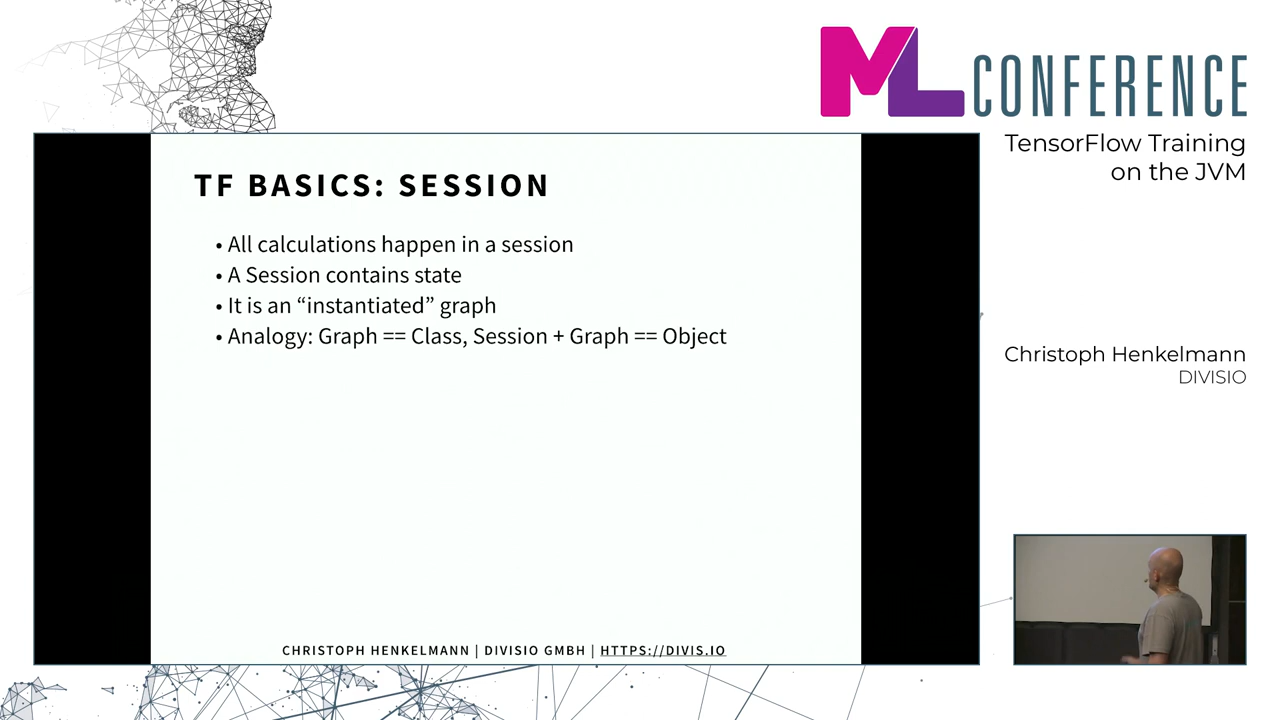 ML CONFERENCE
TensorFlow Training
on the JVM
TF BASICS: SESSION
• All calculations happen in a session
• A Session contains state
• It is an “instantiated” graph
• Analogy: Graph == Class, Session + Graph == Object
CHRISTOPH HENKELMANN | DIVISIO GMBH | HTTPS://DIVIS.IO
Christoph Henkelmann
DIVISIO